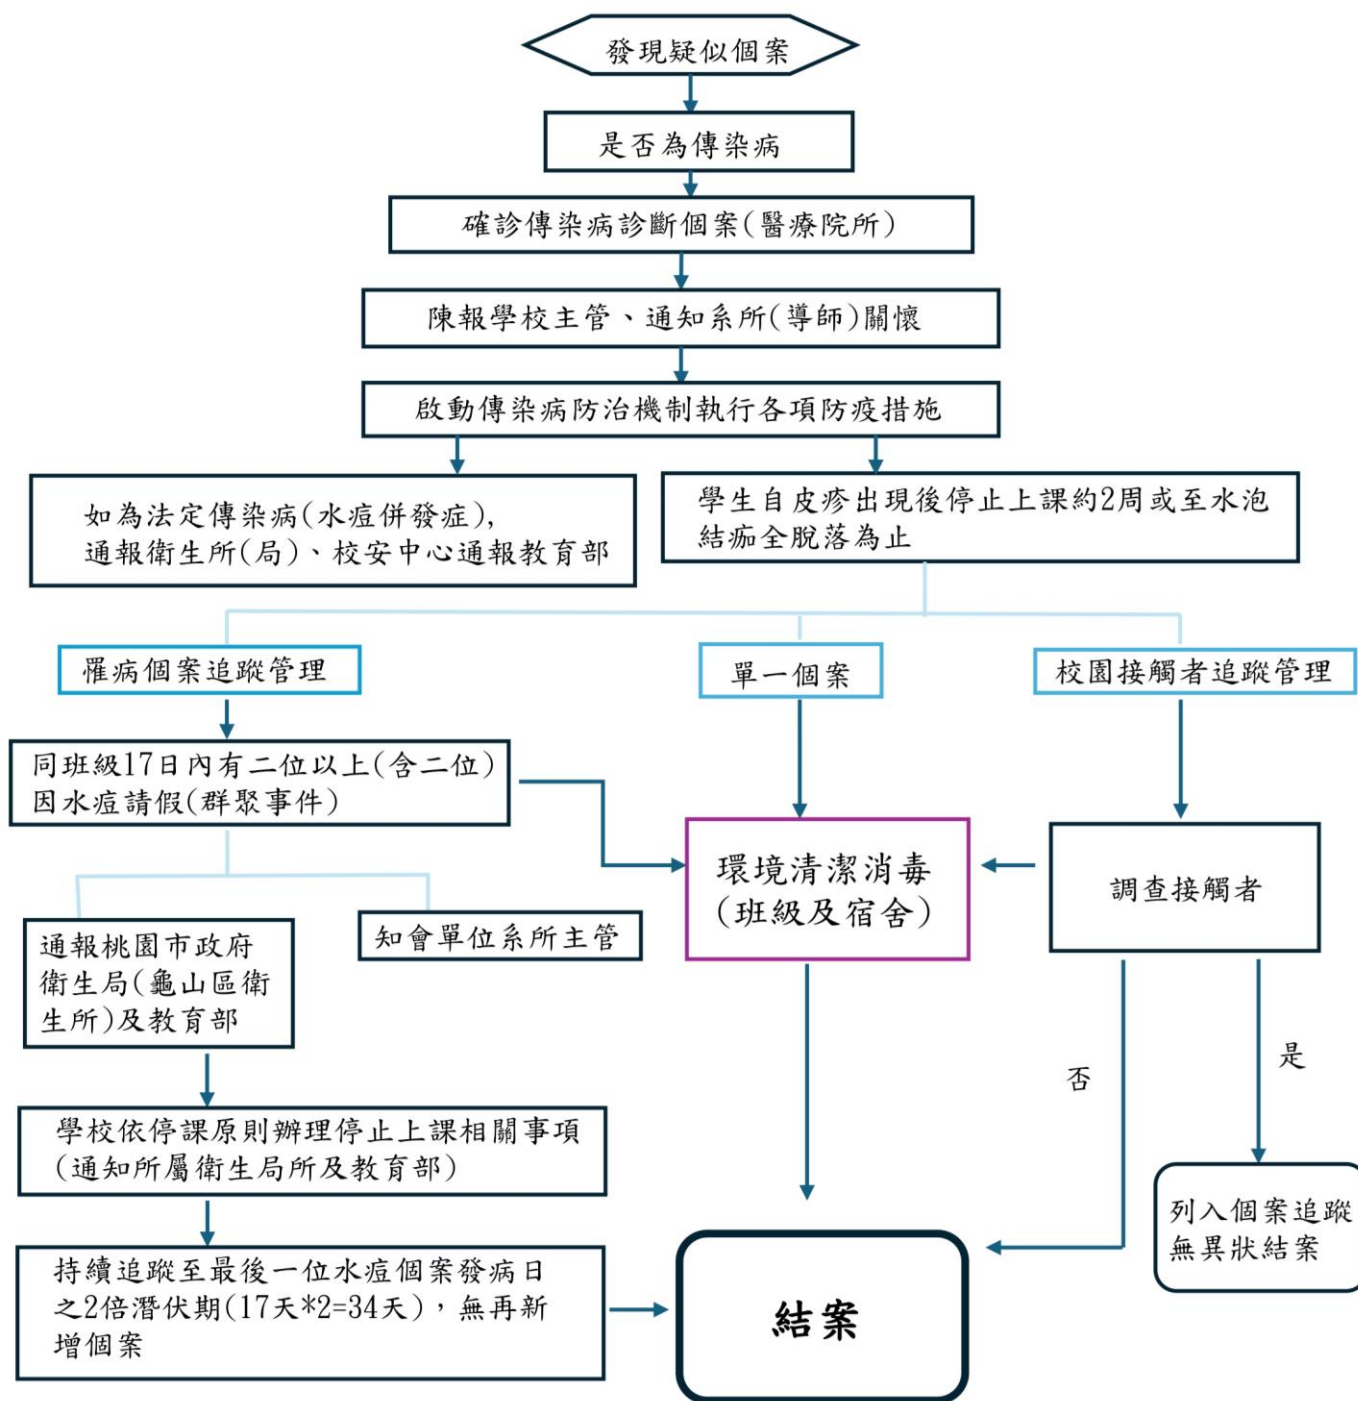 發現疑似個案
是否為傳染病
確診傳染病診斷個案(醫療院所)
陳報學校主管、通知系所(導師)關懷
啟動傳染病防治機制執行各項防疫措施
如為法定傳染病(水痘併發症),
通報衛生所(局)、校安中心通報教育部
學生自皮疹出現後停止上課約2周或至水泡
結痂全脫落為止
罹病個案追蹤管理
單一個案
校園接觸者追蹤管理
同班級17日內有二位以上(含二位)
因水痘請假(群聚事件)
環境清潔消毒
(班級及宿舍)
調查接觸者
通報桃園市政府
衛生局(龜山區衛
生所)及教育部
知會單位系所主管
否
是
學校依停課原則辦理停止上課相關事項
(通知所屬衛生局所及教育部)
列入個案追蹤
無異狀結案
持續追蹤至最後一位水痘個案發病日
之2倍潛伏期(17天*2=34天)，無再新
增個案
結案